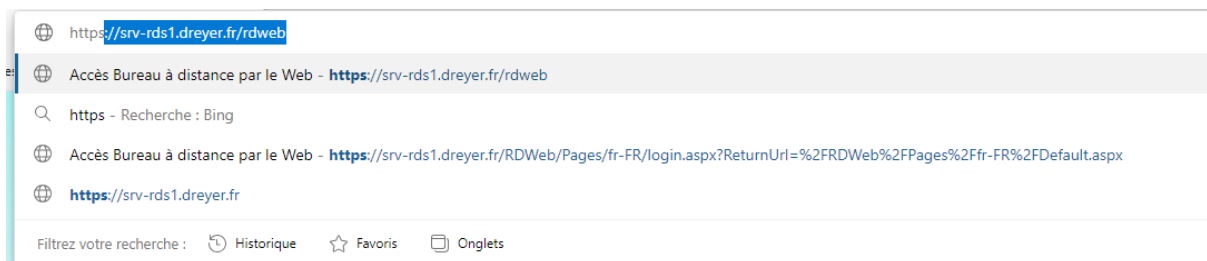 https://srv-rds1.dreyer.fr/rdweb
Accès Bureau à distance par le Web - https://srv-rds1.dreyer.fr/rdweb
https - Recherche : Bing
Accès Bureau à distance par le Web - https://srv-rds1.dreyer.fr/RDWeb/Pages/fr-FR/login.aspx?ReturnUrl=%2FRDWeb%2FPages%2Ffr-FR%2FDefault.aspx
https://srv-rds1.dreyer.fr
Filtrez votre recherche : Historique Favoris Onglets